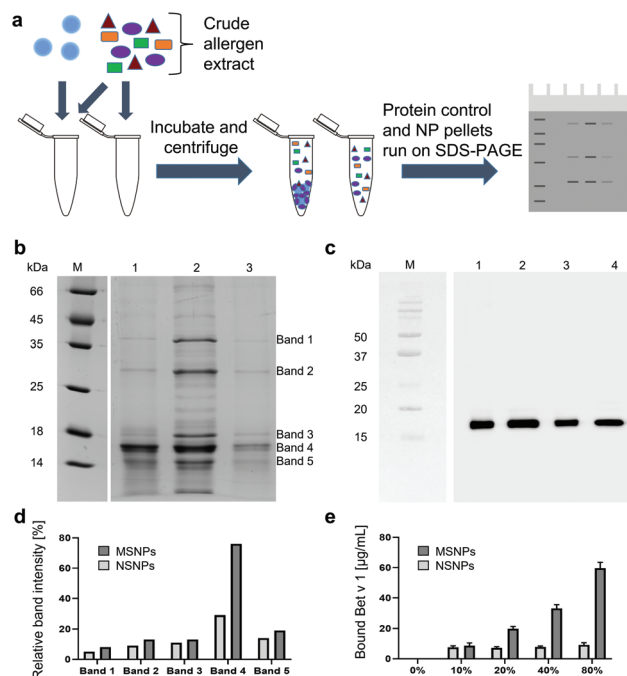 a
Crude
allergen
extract
Incubate and
centrifuge
Protein control
and NP pellets
run on SDS-PAGE
b
kDa M 1 2 3
66
45
35
25
18
14
Band 1
Band 2
Band 3
Band 4
Band 5
c
kDa M 1 2 3 4
50
37
25
20
15
d
Relative band intensity [%]
80
60
40
20
0
MSNPs
NSNPs
Band 1 Band 2 Band 3 Band 4 Band 5
e
Bound Bet v 1 [µg/mL]
80
60
40
20
0
MSNPs
NSNPs
0% 10% 20% 40% 80%